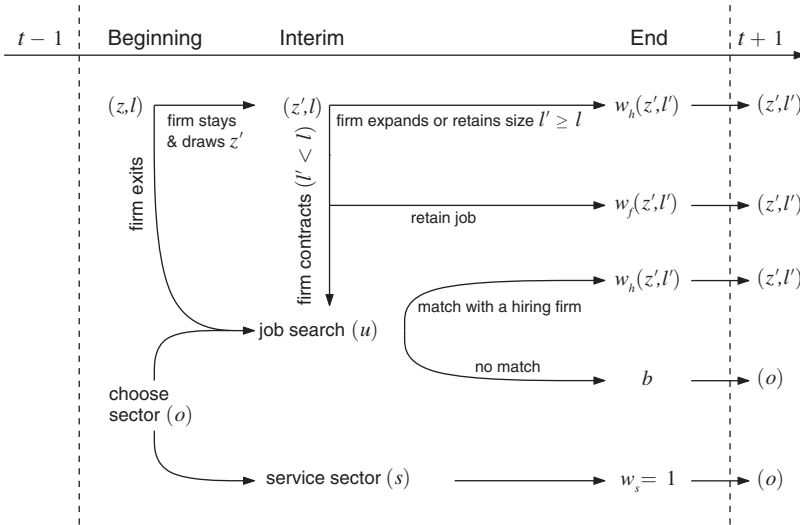 t − 1 Beginning Interim End t + 1
(z,l) (z′,l) w_h(z′,l′) (z′,l′)
firm stays
& draws z′
firm expands or retains size l′ ≥ l
firm exits
firm contracts (l′ < l)
w_f(z′,l′) (z′,l′)
retain job
w_h(z′,l′) (z′,l′)
match with a hiring firm
job search (u)
no match
b (o)
choose
sector (o)
service sector (s) w_s = 1 (o)